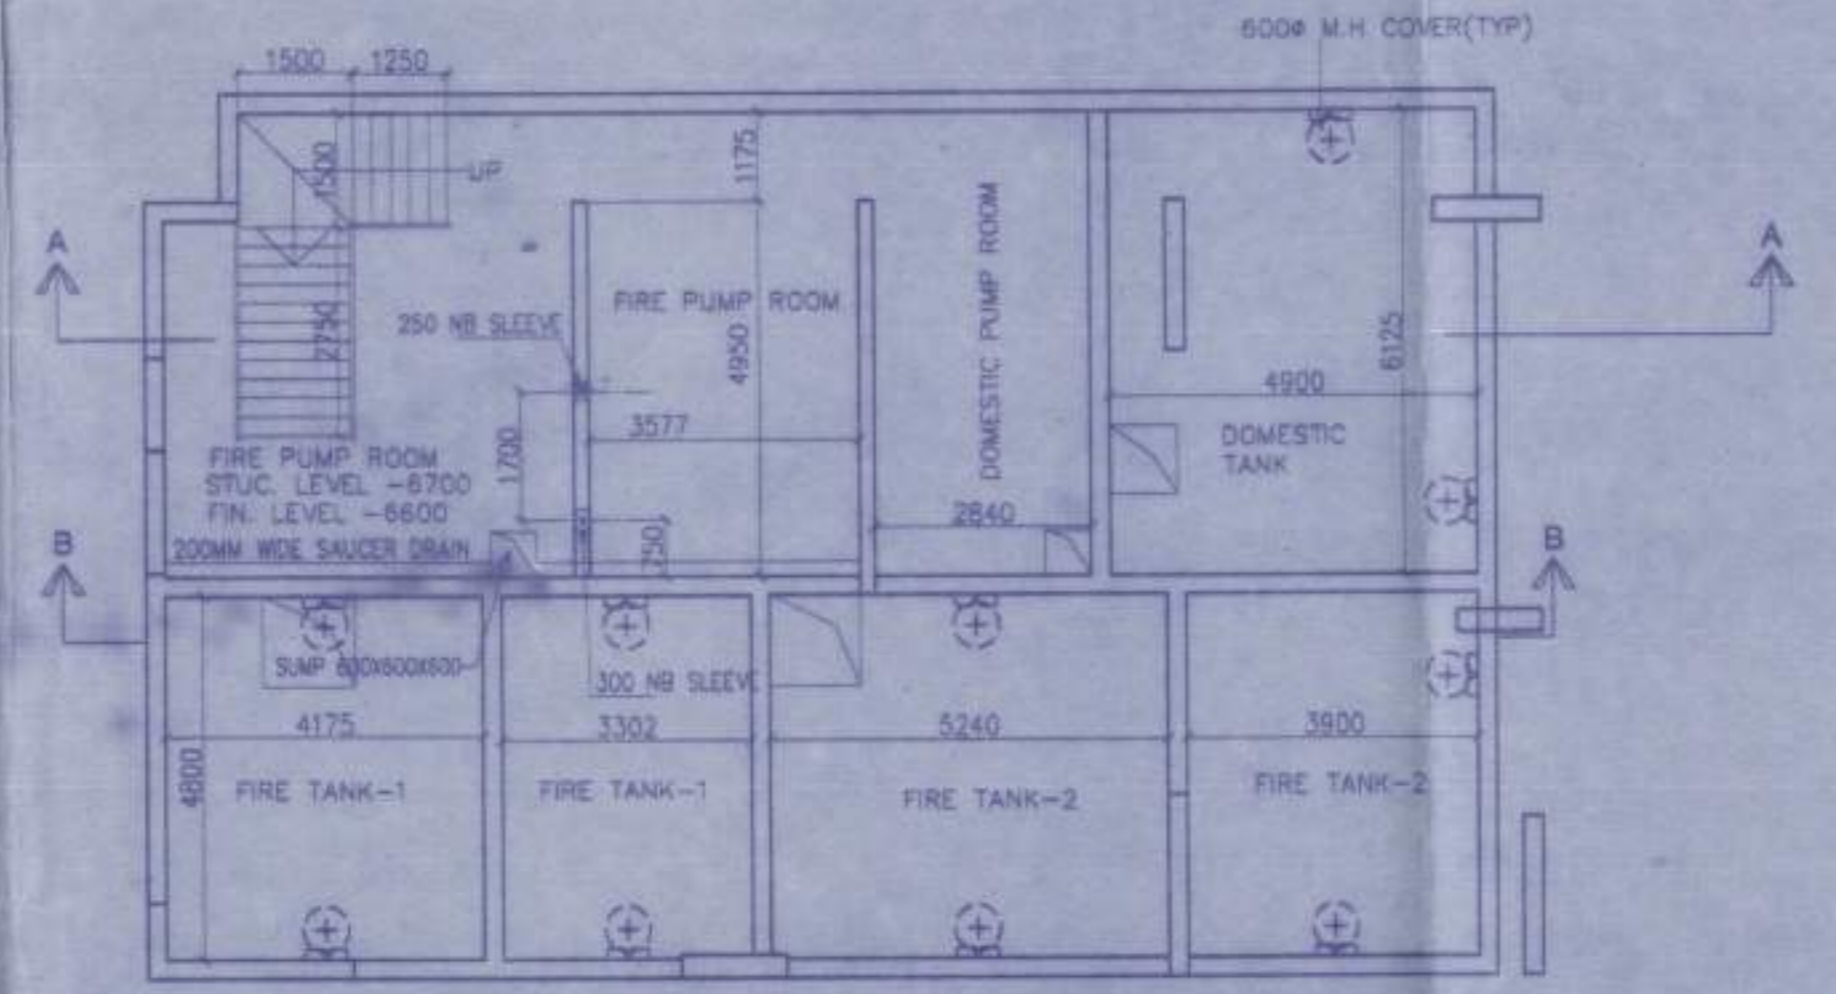 600Φ M.H COVER(TYP)
1500
1250
1500
UP
1175
A
A
2750
250 NB SLEEVE
FIRE PUMP ROOM
4950
DOMESTIC PUMP ROOM
6125
4900
3577
1700
DOMESTIC
TANK
FIRE PUMP ROOM
STUC. LEVEL -6700
FIN. LEVEL -6600
2840
750
B
B
200MM WIDE SAUCER DRAIN
SUMP 600X600X600
300 NB SLEEVE
4175
3302
5240
3900
4800
FIRE TANK-1
FIRE TANK-1
FIRE TANK-2
FIRE TANK-2